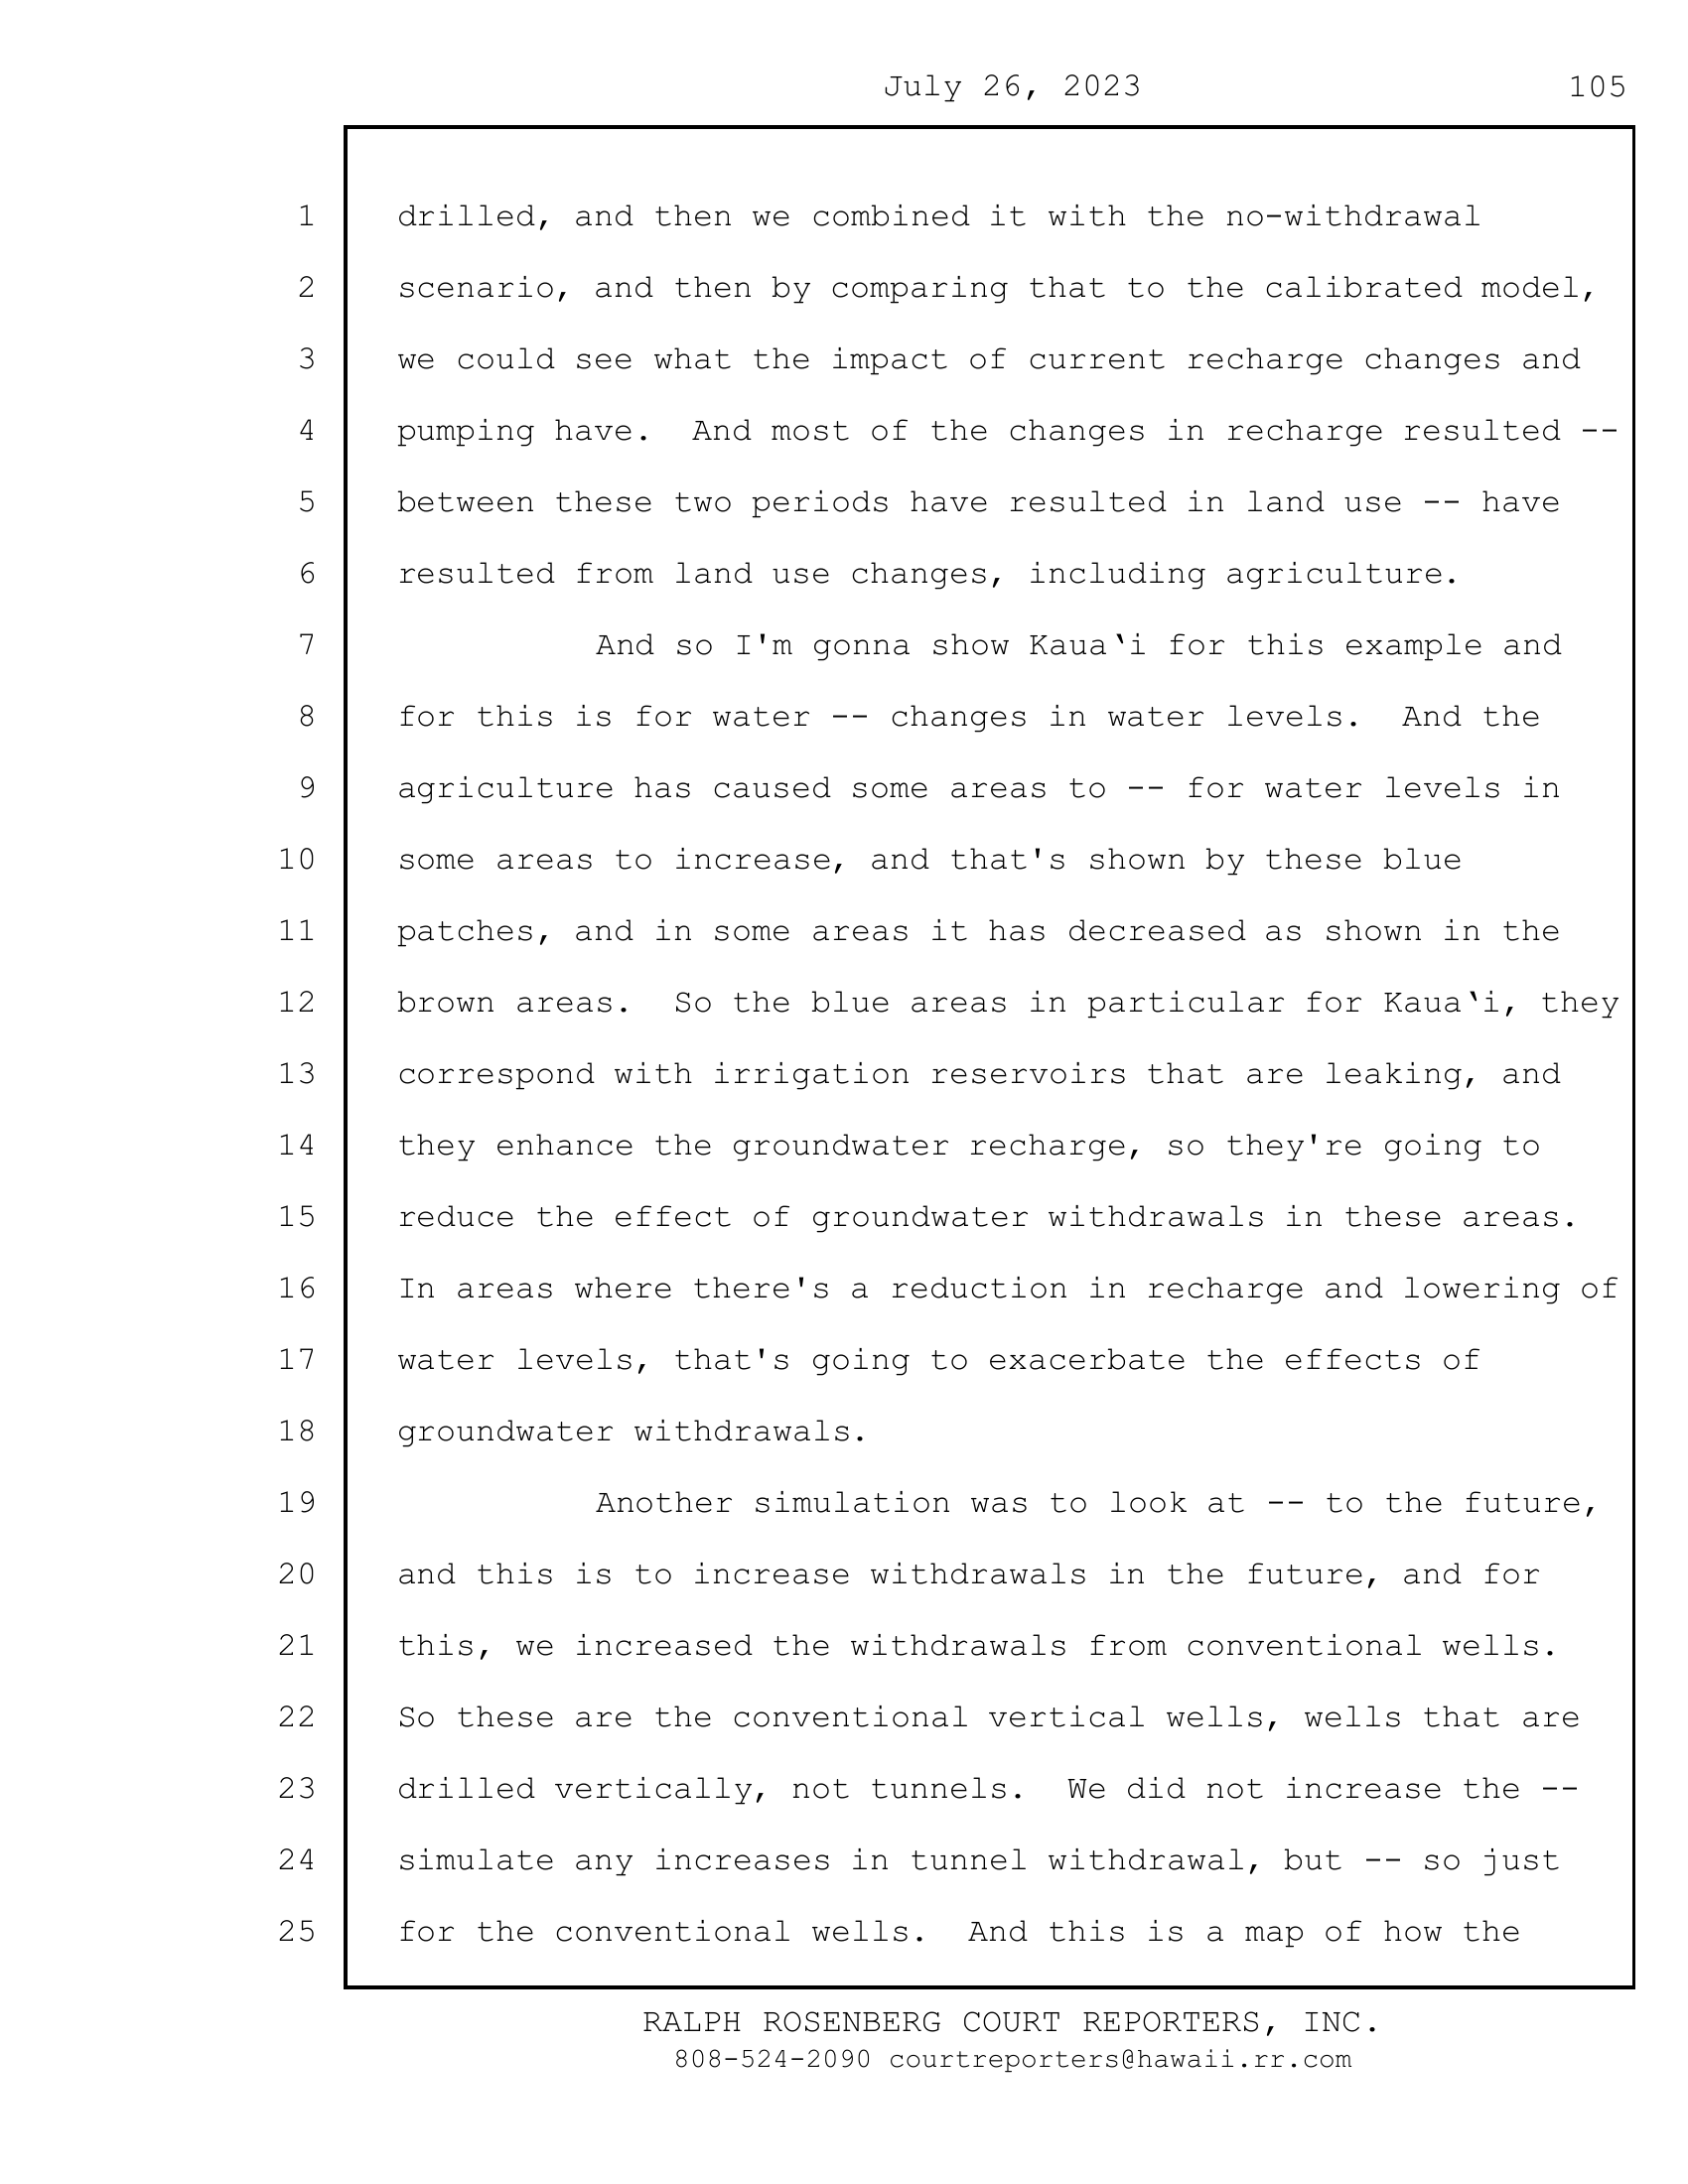 July 26, 2023 105
1 drilled, and then we combined it with the no-withdrawal
2 scenario, and then by comparing that to the calibrated model,
3 we could see what the impact of current recharge changes and
4 pumping have.  And most of the changes in recharge resulted --
5 between these two periods have resulted in land use -- have
6 resulted from land use changes, including agriculture.
7 And so I'm gonna show Kauaʻi for this example and
8 for this is for water -- changes in water levels.  And the
9 agriculture has caused some areas to -- for water levels in
10 some areas to increase, and that's shown by these blue
11 patches, and in some areas it has decreased as shown in the
12 brown areas.  So the blue areas in particular for Kauaʻi, they
13 correspond with irrigation reservoirs that are leaking, and
14 they enhance the groundwater recharge, so they're going to
15 reduce the effect of groundwater withdrawals in these areas.
16 In areas where there's a reduction in recharge and lowering of
17 water levels, that's going to exacerbate the effects of
18 groundwater withdrawals.
19 Another simulation was to look at -- to the future,
20 and this is to increase withdrawals in the future, and for
21 this, we increased the withdrawals from conventional wells.
22 So these are the conventional vertical wells, wells that are
23 drilled vertically, not tunnels.  We did not increase the --
24 simulate any increases in tunnel withdrawal, but -- so just
25 for the conventional wells.  And this is a map of how the
RALPH ROSENBERG COURT REPORTERS, INC.
808-524-2090 courtreporters@hawaii.rr.com